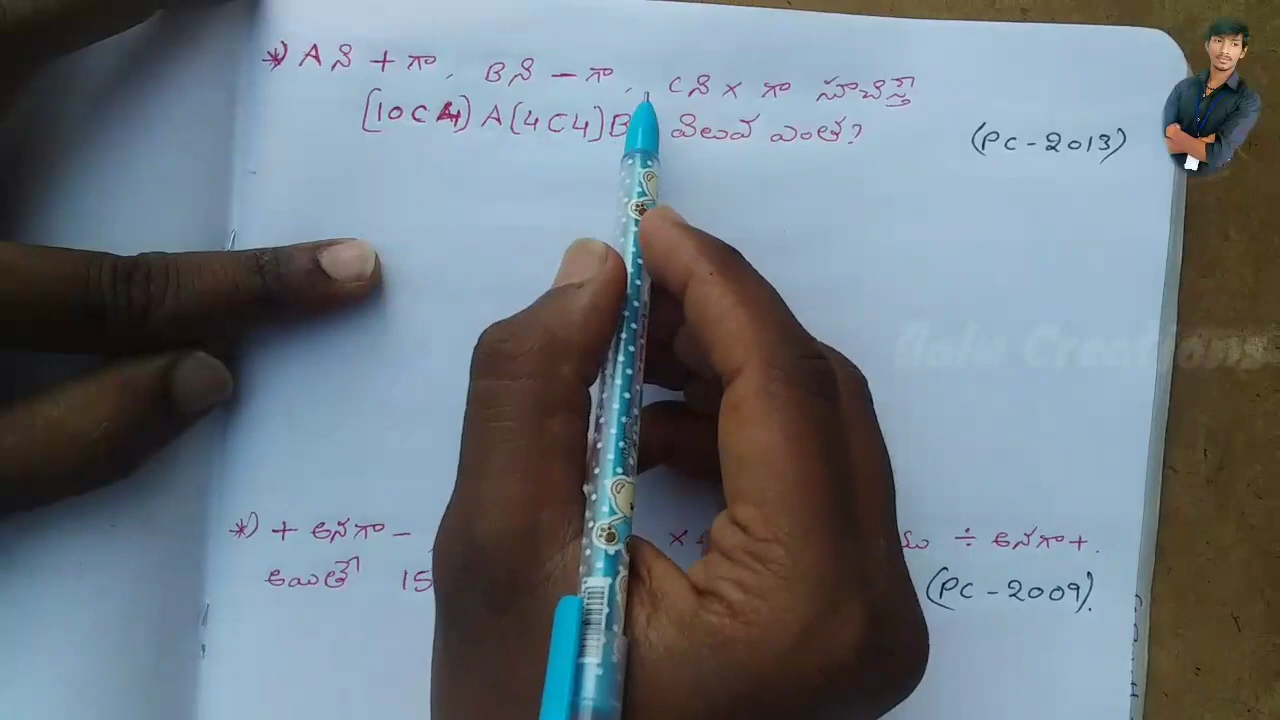 *) A ని + గా, B ని - గా, C ని × గా సూచిస్తే
(10 C 4) A (4 C 4) B విలువ ఎంత?
(PC - 2013)
*) + అనగా - ÷ అనగా +.
అయితే 15
(PC - 2009).